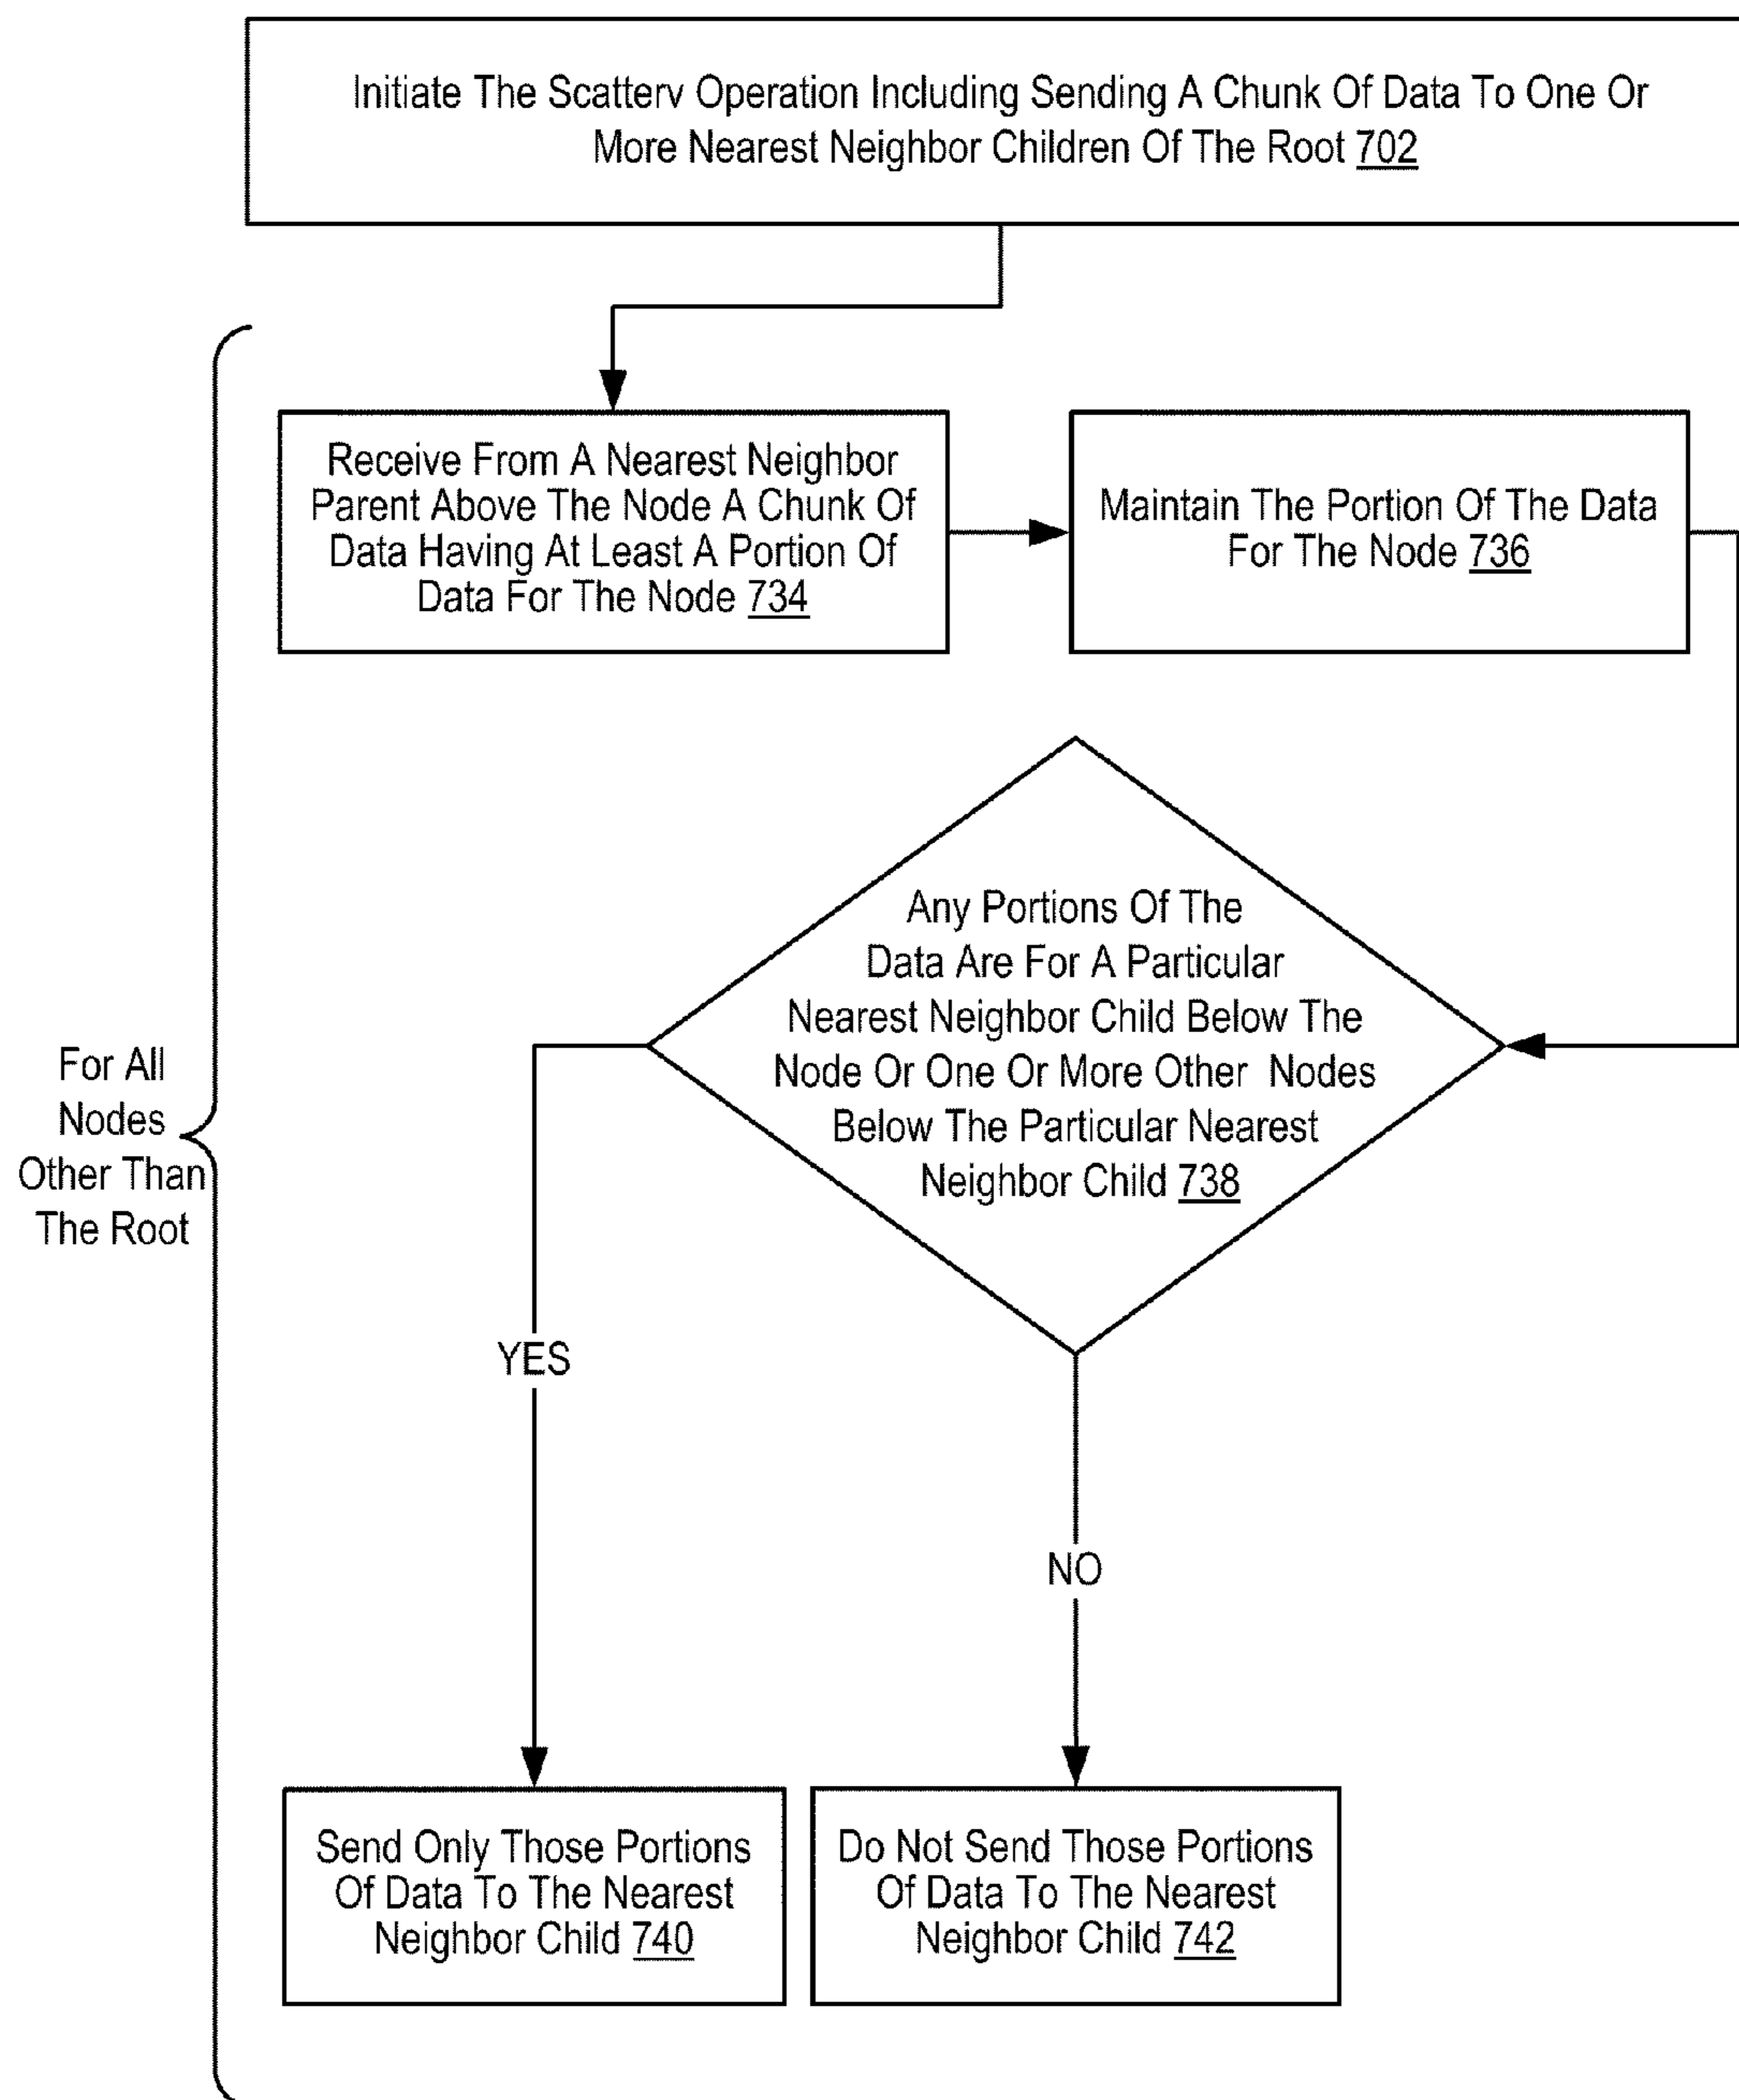 Initiate The Scatterv Operation Including Sending A Chunk Of Data To One Or
More Nearest Neighbor Children Of The Root 702
Receive From A Nearest Neighbor
Parent Above The Node A Chunk Of
Data Having At Least A Portion Of
Data For The Node 734
Maintain The Portion Of The Data
For The Node 736
Any Portions Of The
Data Are For A Particular
Nearest Neighbor Child Below The
Node Or One Or More Other Nodes
Below The Particular Nearest
Neighbor Child 738
For All
Nodes
Other Than
The Root
YES
NO
Send Only Those Portions
Of Data To The Nearest
Neighbor Child 740
Do Not Send Those Portions
Of Data To The Nearest
Neighbor Child 742